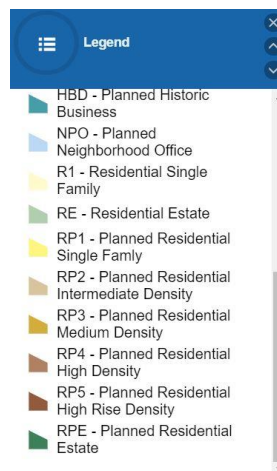 Legend
HBD - Planned Historic
Business
NPO - Planned
Neighborhood Office
R1 - Residential Single
Family
RE - Residential Estate
RP1 - Planned Residential
Single Famly
RP2 - Planned Residential
Intermediate Density
RP3 - Planned Residential
Medium Density
RP4 - Planned Residential
High Density
RP5 - Planned Residential
High Rise Density
RPE - Planned Residential
Estate